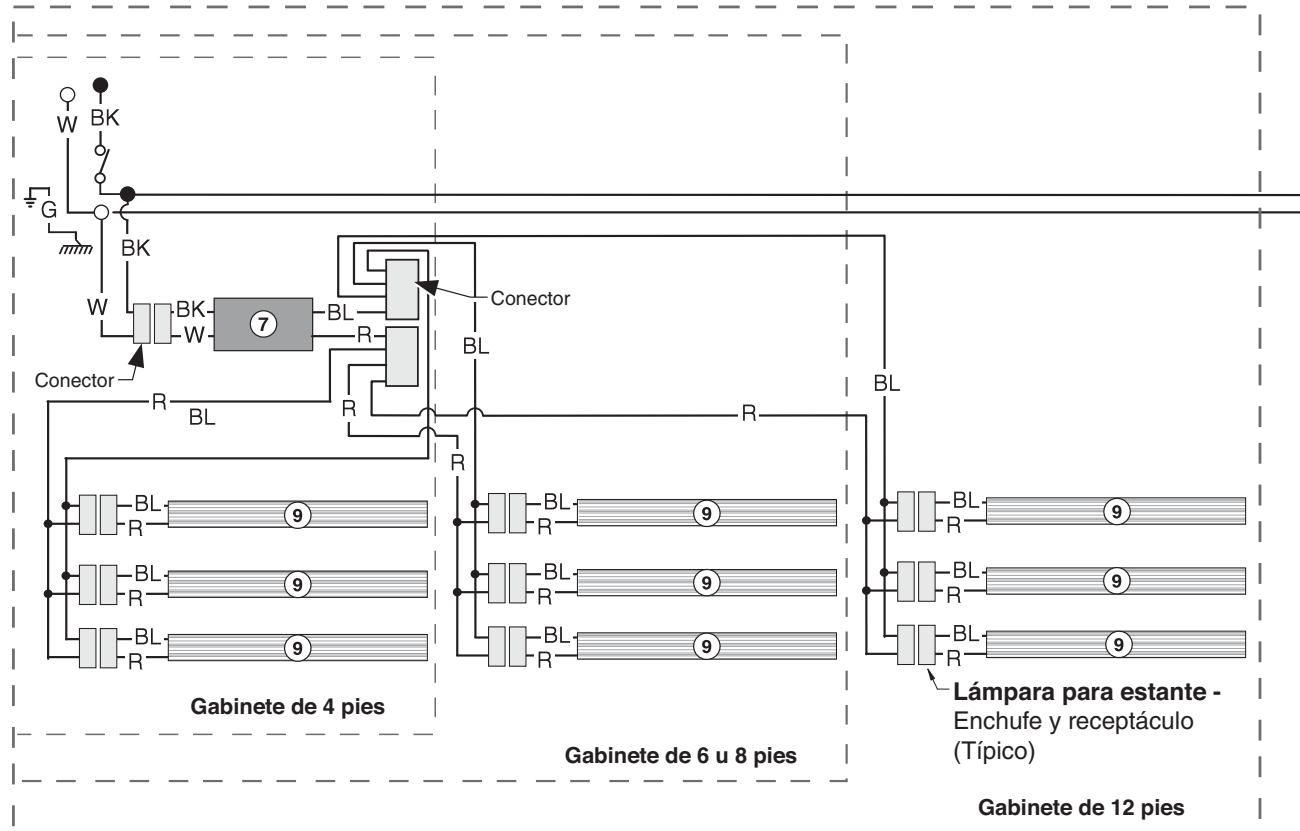 W
BK
G
BK
W
BK
W
7
BL
R
Conector
Conector
BL
BL
R
BL
R
R
R
BL
R
9
BL
R
9
BL
R
9
BL
R
9
BL
R
9
BL
R
9
BL
R
9
BL
R
9
BL
R
9
Gabinete de 4 pies
Lámpara para estante -
Enchufe y receptáculo
(Típico)
Gabinete de 6 u 8 pies
Gabinete de 12 pies